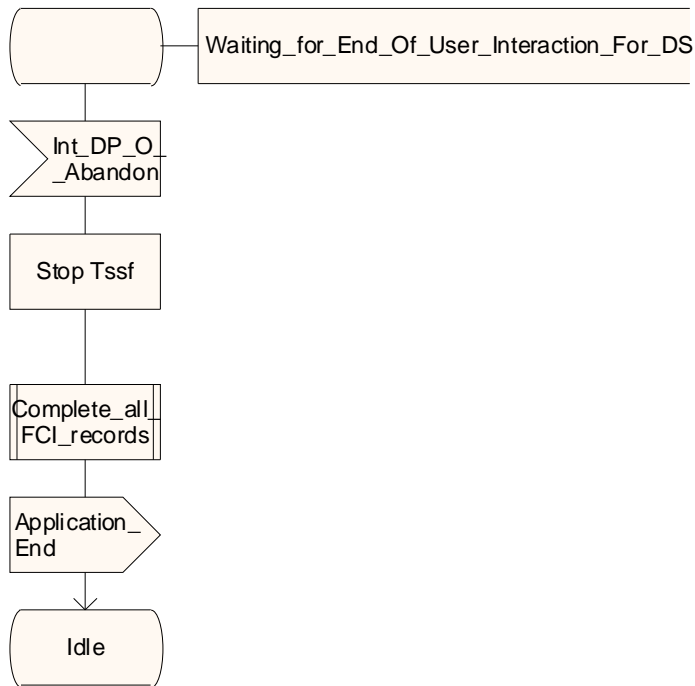 Waiting_for_End_Of_User_Interaction_For_DS
Int_DP_O_
_Abandon
Stop Tssf
Complete_all_
FCI_records
Application_
End
Idle